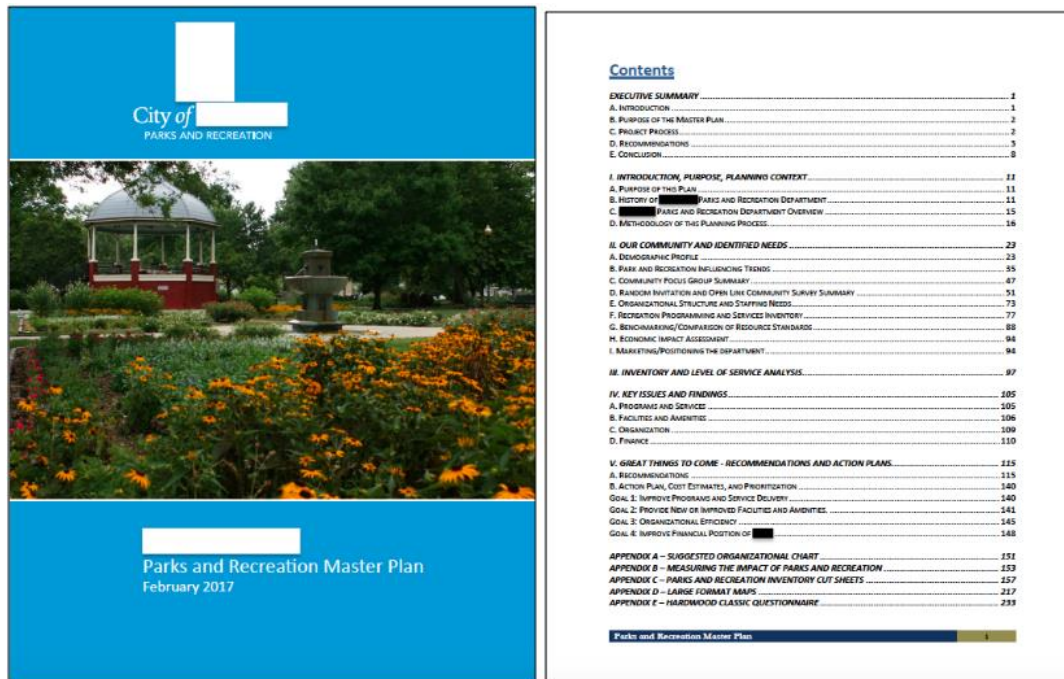 City of
PARKS AND RECREATION
Parks and Recreation Master Plan
February 2017
Contents
EXECUTIVE SUMMARY 1
A. INTRODUCTION 1
B. PURPOSE OF THE MASTER PLAN 2
C. PROJECT PROCESS 2
D. RECOMMENDATIONS 3
E. CONCLUSION 8
I. INTRODUCTION, PURPOSE, PLANNING CONTEXT 11
A. PURPOSE OF THIS PLAN 11
B. HISTORY OF PARKS AND RECREATION DEPARTMENT 11
C. PARKS AND RECREATION DEPARTMENT OVERVIEW 15
D. METHODOLOGY OF THIS PLANNING PROCESS 16
II. OUR COMMUNITY AND IDENTIFIED NEEDS 23
A. DEMOGRAPHIC PROFILE 23
B. PARK AND RECREATION INFLUENCING TRENDS 35
C. COMMUNITY FOCUS GROUP SUMMARY 47
D. RANDOM INVITATION AND OPEN LINK COMMUNITY SURVEY SUMMARY 51
E. ORGANIZATIONAL STRUCTURE AND STAFFING NEEDS 73
F. RECREATION PROGRAMMING AND SERVICES INVENTORY 77
G. BENCHMARKING/COMPARISON OF RESOURCE STANDARDS 88
H. ECONOMIC IMPACT ASSESSMENT 94
I. MARKETING/POSITIONING THE DEPARTMENT 94
III. INVENTORY AND LEVEL OF SERVICE ANALYSIS 97
IV. KEY ISSUES AND FINDINGS 105
A. PROGRAMS AND SERVICES 105
B. FACILITIES AND AMENITIES 106
C. ORGANIZATION 109
D. FINANCE 110
V. GREAT THINGS TO COME - RECOMMENDATIONS AND ACTION PLANS 115
A. RECOMMENDATIONS 115
B. ACTION PLAN, COST ESTIMATES, AND PRIORITIZATION 140
GOAL 1: IMPROVE PROGRAMS AND SERVICE DELIVERY 140
GOAL 2: PROVIDE NEW OR IMPROVED FACILITIES AND AMENITIES. 141
GOAL 3: ORGANIZATIONAL EFFICIENCY 145
GOAL 4: IMPROVE FINANCIAL POSITION OF 148
APPENDIX A – SUGGESTED ORGANIZATIONAL CHART 151
APPENDIX B – MEASURING THE IMPACT OF PARKS AND RECREATION 153
APPENDIX C – PARKS AND RECREATION INVENTORY CUT SHEETS 157
APPENDIX D – LARGE FORMAT MAPS 217
APPENDIX E – HARDWOOD CLASSIC QUESTIONNAIRE 233
Parks and Recreation Master Plan